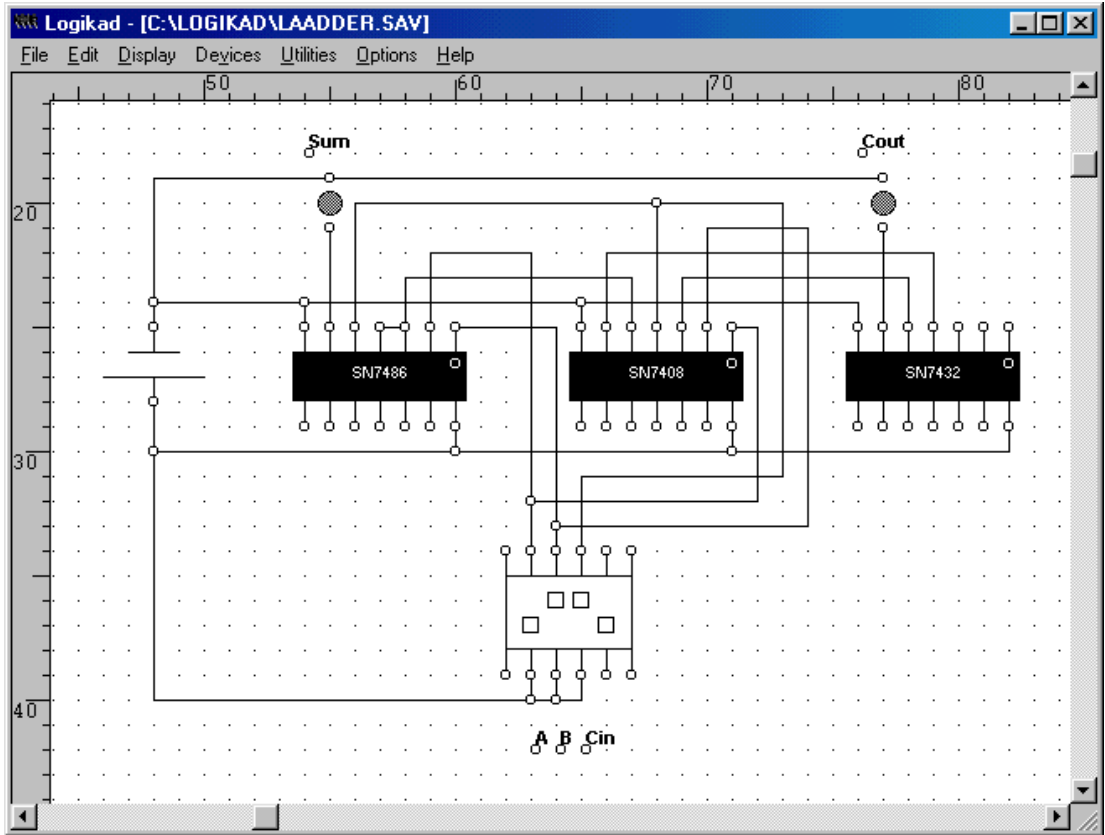 Logikad - [C:\LOGIKAD\LAADDER.SAV]
File Edit Display Devices Utilities Options Help
50 60 70 80
Sum Cout
20
SN7486 SN7408 SN7432
30
40
A B Cin